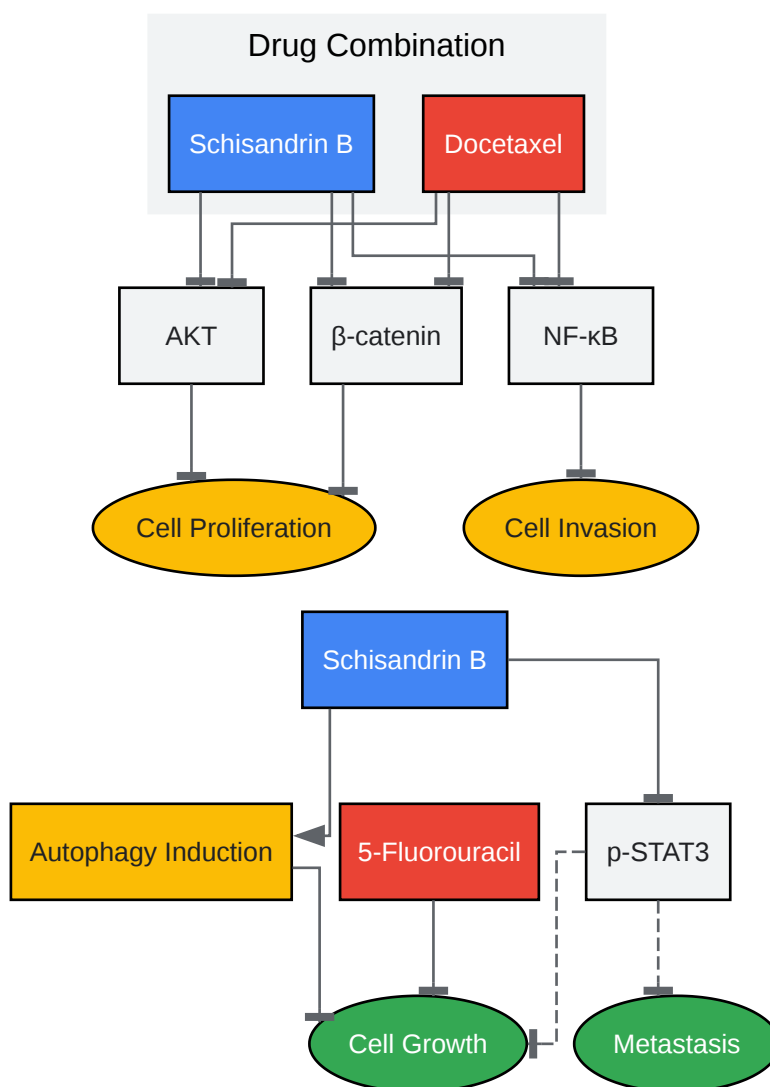 Drug Combination
Schisandrin B
Docetaxel
AKT
β-catenin
NF-κB
Cell Proliferation
Cell Invasion
Schisandrin B
Autophagy Induction
5-Fluorouracil
p-STAT3
Cell Growth
Metastasis